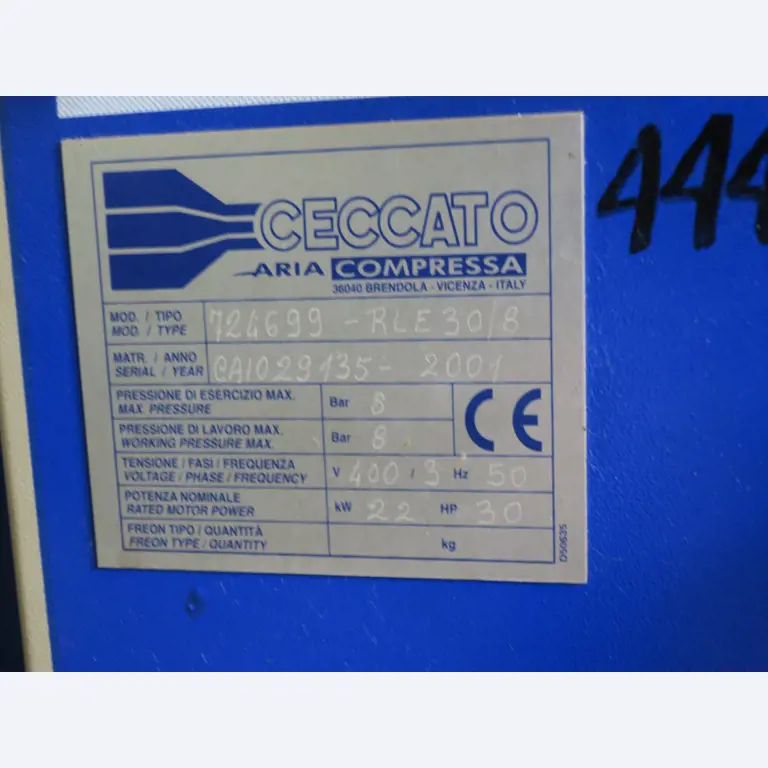 CECCATO
ARIA COMPRESSA
36040 BRENDOLA - VICENZA - ITALY
MOD. / TIPO
MOD. / TYPE
724699 - RLE30/8
MATR. / ANNO
SERIAL / YEAR
CAI029135 - 2001
PRESSIONE DI ESERCIZIO MAX.
MAX. PRESSURE
Bar 8
PRESSIONE DI LAVORO MAX.
WORKING PRESSURE MAX.
Bar 8
CE
TENSIONE / FASI / FREQUENZA
VOLTAGE / PHASE / FREQUENCY
V 400 / 3 Hz 50
POTENZA NOMINALE
RATED MOTOR POWER
kW 22 HP 30
FREON TIPO / QUANTITÀ
FREON TYPE / QUANTITY
kg
D50635
444